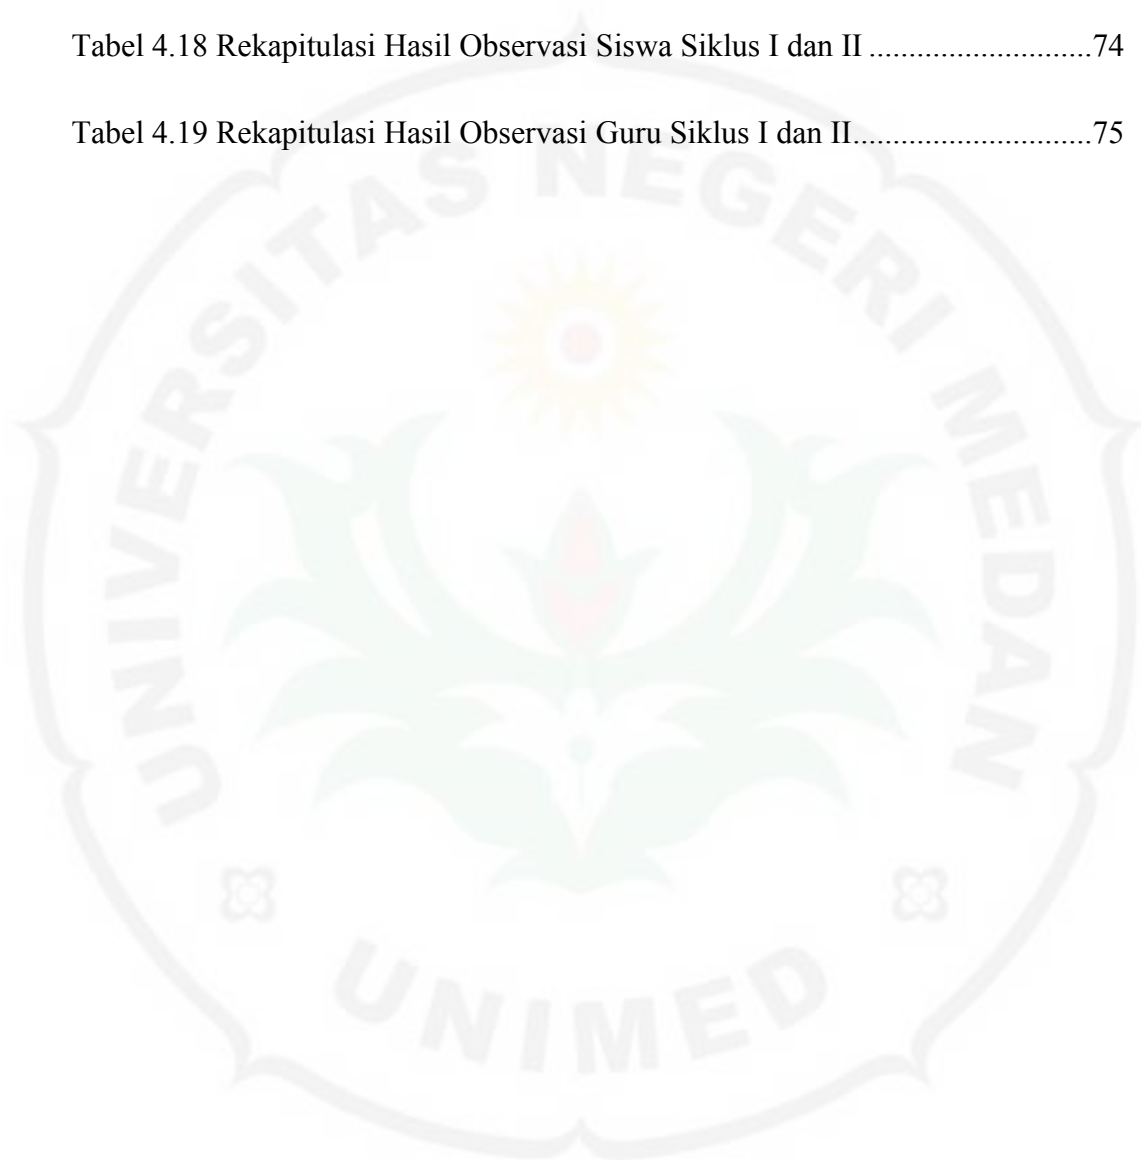 Tabel 4.18 Rekapitulasi Hasil Observasi Siswa Siklus I dan II ............................74
Tabel 4.19 Rekapitulasi Hasil Observasi Guru Siklus I dan II.............................75
UNIVERSITAS NEGERI MEDAN
UNIMED